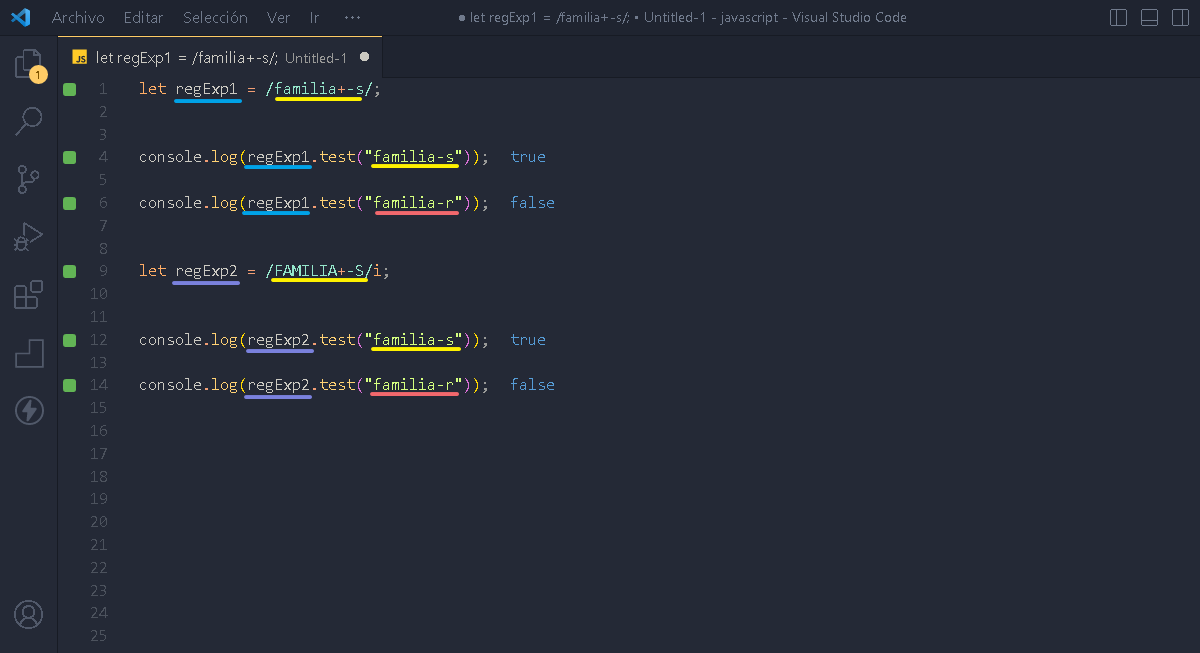 Archivo Editar Selección Ver Ir ··· ● let regExp1 = /familia+-s/; • Untitled-1 - javascript - Visual Studio Code
JS let regExp1 = /familia+-s/; Untitled-1 ●
1
1 let regExp1 = /familia+-s/;
2
3
4 console.log(regExp1.test("familia-s")); true
5
6 console.log(regExp1.test("familia-r")); false
7
8
9 let regExp2 = /FAMILIA+-S/i;
10
11
12 console.log(regExp2.test("familia-s")); true
13
14 console.log(regExp2.test("familia-r")); false
15
16
17
18
19
20
21
22
23
24
25